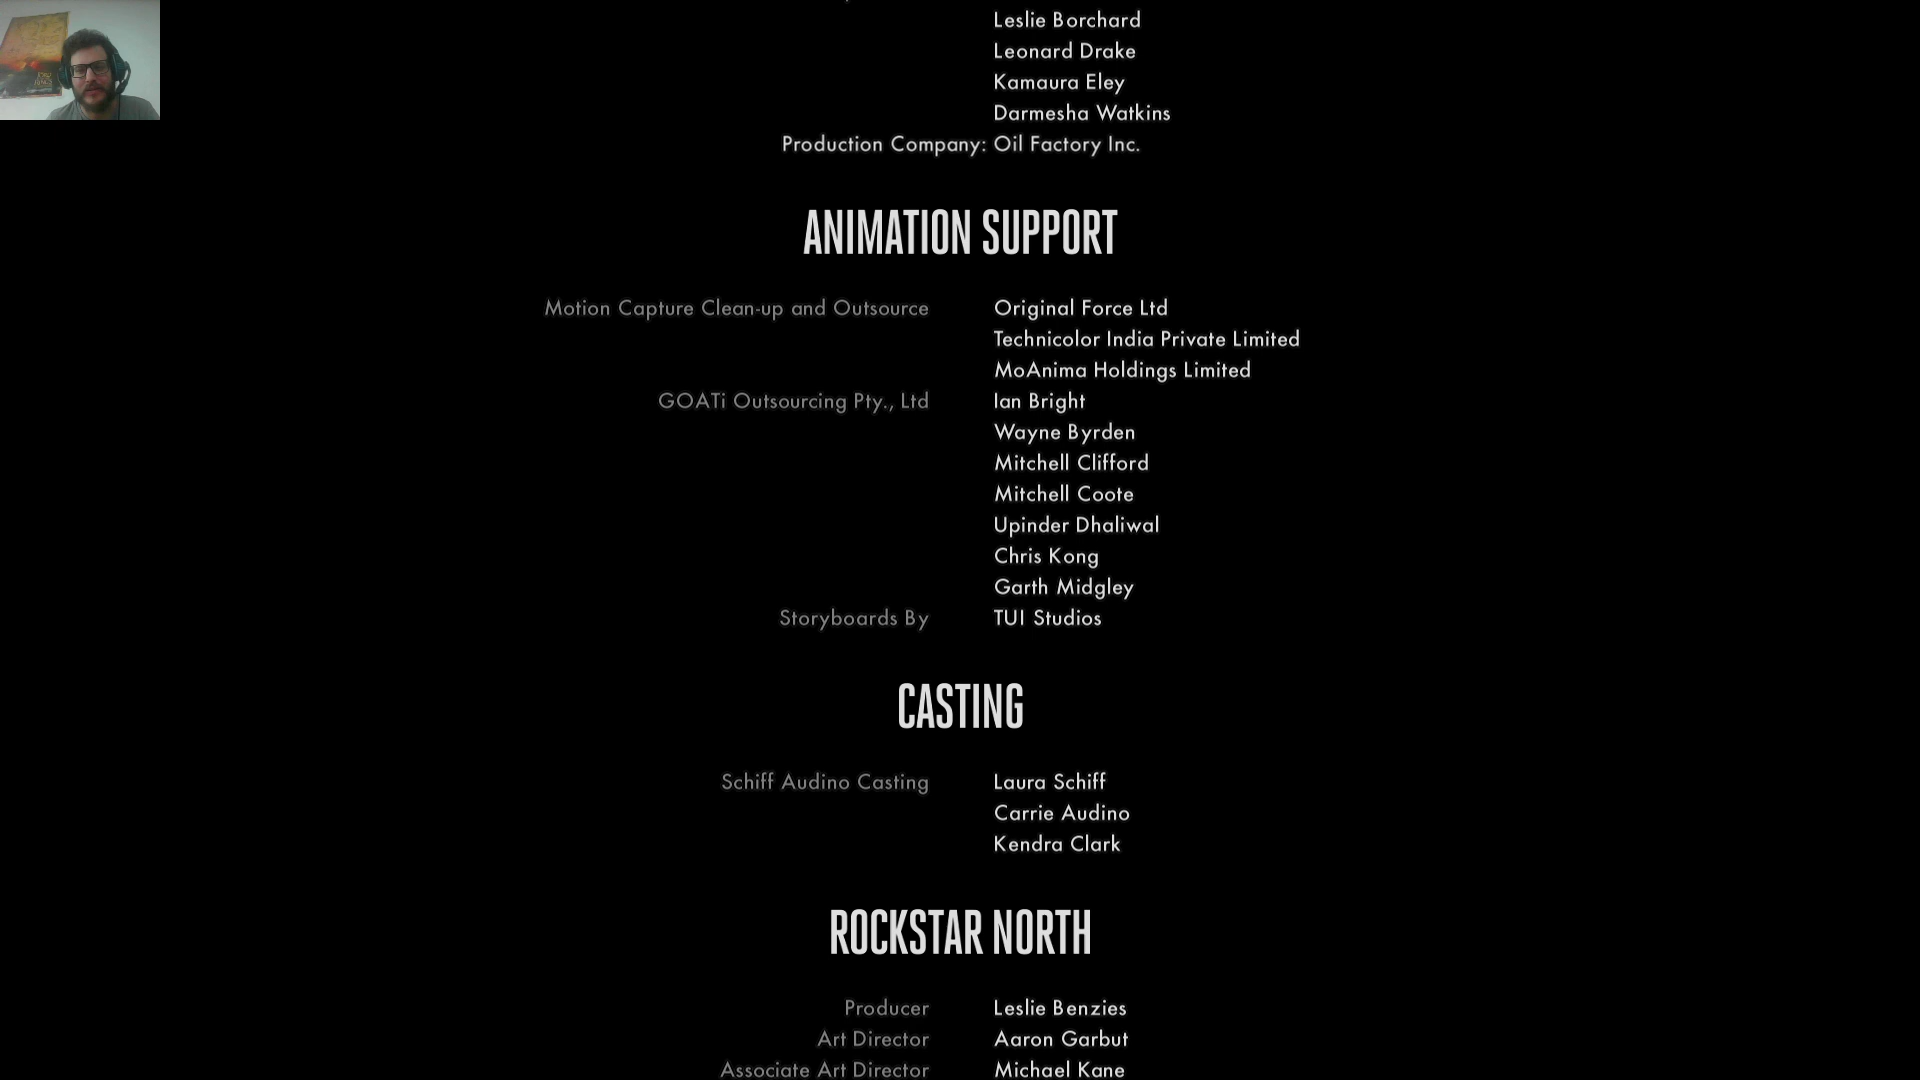 Leslie Borchard
Leonard Drake
Kamaura Eley
Darmesha Watkins
Production Company: Oil Factory Inc.
ANIMATION SUPPORT
Motion Capture Clean-up and Outsource Original Force Ltd
Technicolor India Private Limited
MoAnima Holdings Limited
GOATi Outsourcing Pty., Ltd Ian Bright
Wayne Byrden
Mitchell Clifford
Mitchell Coote
Upinder Dhaliwal
Chris Kong
Garth Midgley
Storyboards By TUI Studios
CASTING
Schiff Audino Casting Laura Schiff
Carrie Audino
Kendra Clark
ROCKSTAR NORTH
Producer Leslie Benzies
Art Director Aaron Garbut
Associate Art Director Michael Kane